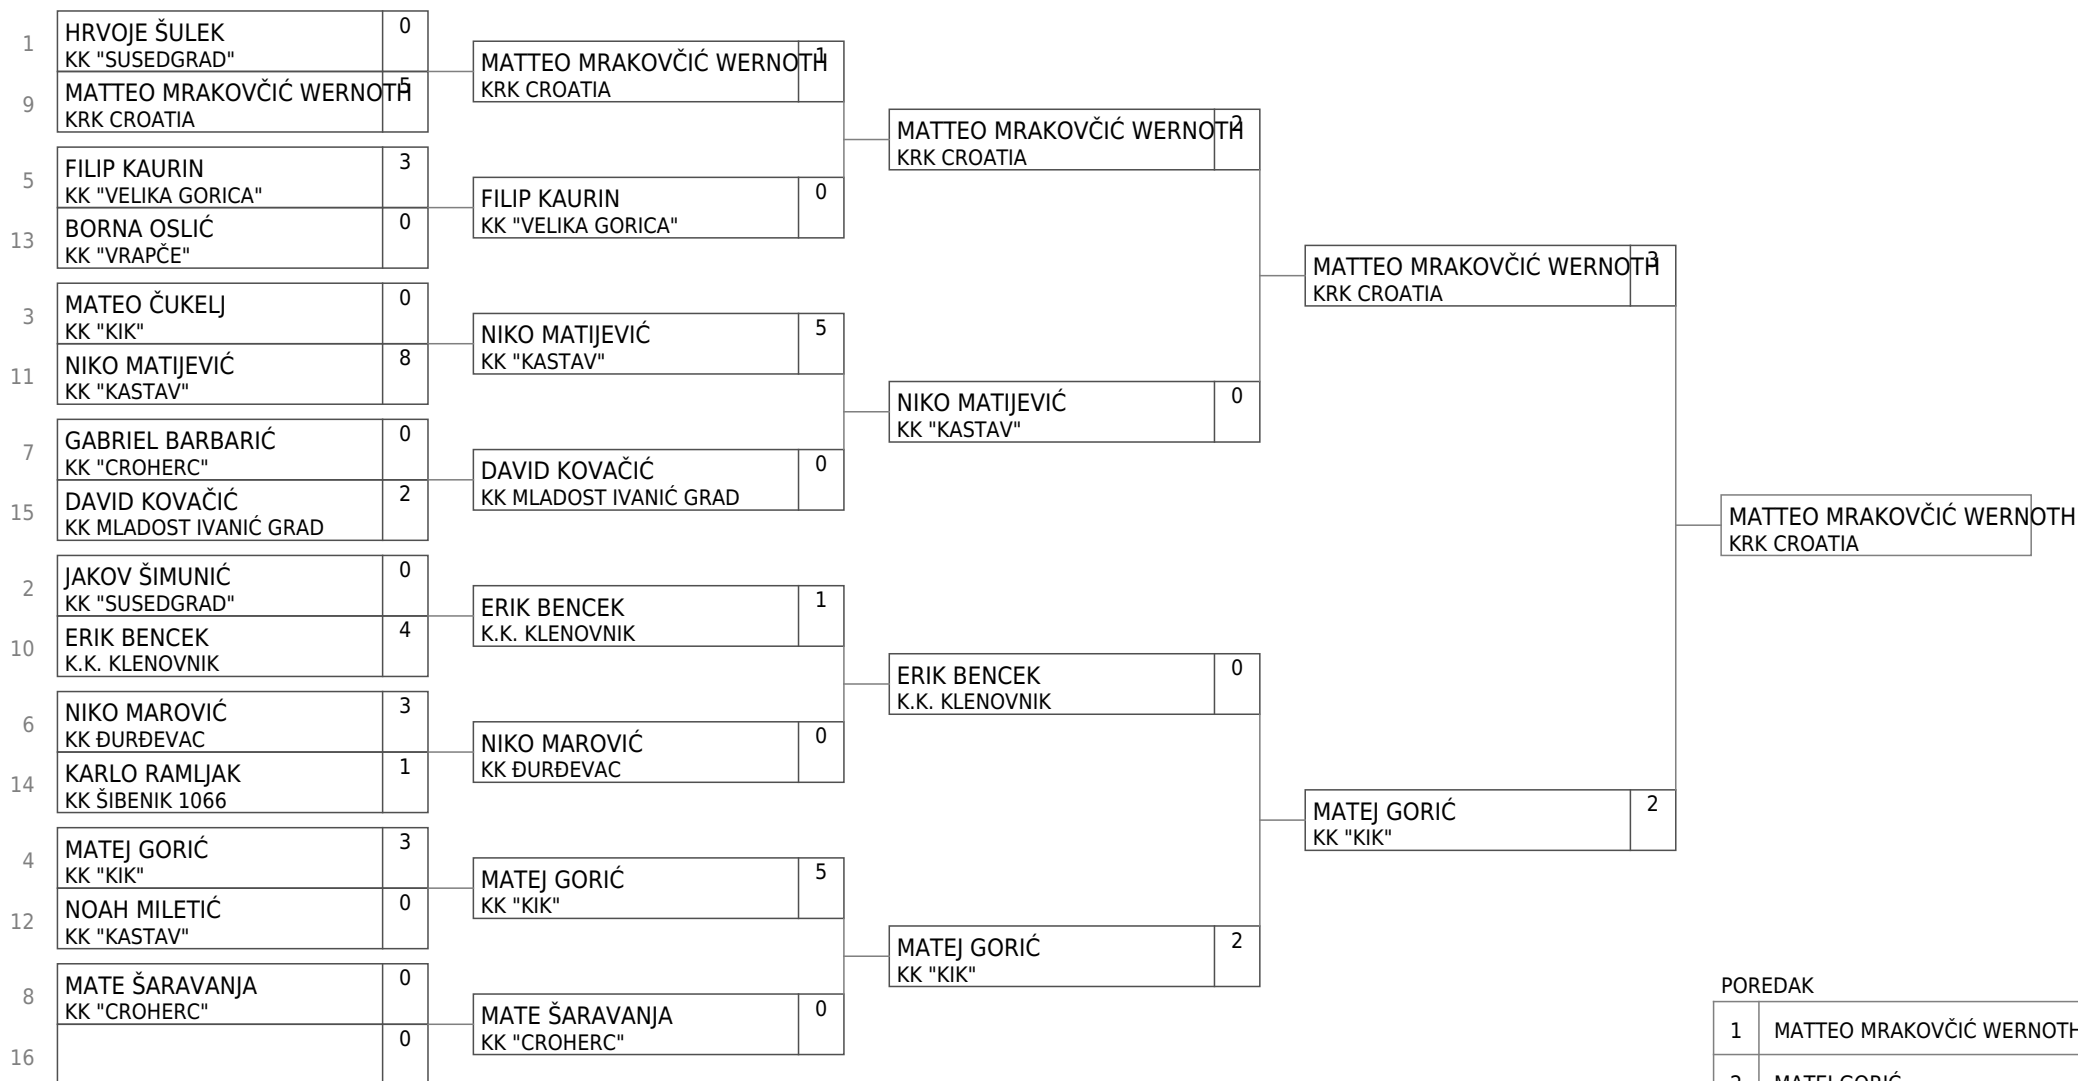 1
HRVOJE ŠULEK
KK "SUSEDGRAD"
0
9
MATTEO MRAKOVČIĆ WERNOTH
KRK CROATIA
5
5
FILIP KAURIN
KK "VELIKA GORICA"
3
13
BORNA OSLIĆ
KK "VRAPČE"
0
3
MATEO ČUKELJ
KK "KIK"
0
11
NIKO MATIJEVIĆ
KK "KASTAV"
8
7
GABRIEL BARBARIĆ
KK "CROHERC"
0
15
DAVID KOVAČIĆ
KK MLADOST IVANIĆ GRAD
2
2
JAKOV ŠIMUNIĆ
KK "SUSEDGRAD"
0
10
ERIK BENCEK
K.K. KLENOVNIK
4
6
NIKO MAROVIĆ
KK ĐURĐEVAC
3
14
KARLO RAMLJAK
KK ŠIBENIK 1066
1
4
MATEJ GORIĆ
KK "KIK"
3
12
NOAH MILETIĆ
KK "KASTAV"
0
8
MATE ŠARAVANJA
KK "CROHERC"
0
16
0
MATTEO MRAKOVČIĆ WERNOTH
KRK CROATIA
1
FILIP KAURIN
KK "VELIKA GORICA"
0
NIKO MATIJEVIĆ
KK "KASTAV"
5
DAVID KOVAČIĆ
KK MLADOST IVANIĆ GRAD
0
ERIK BENCEK
K.K. KLENOVNIK
1
NIKO MAROVIĆ
KK ĐURĐEVAC
0
MATEJ GORIĆ
KK "KIK"
5
MATE ŠARAVANJA
KK "CROHERC"
0
MATTEO MRAKOVČIĆ WERNOTH
KRK CROATIA
2
NIKO MATIJEVIĆ
KK "KASTAV"
0
ERIK BENCEK
K.K. KLENOVNIK
0
MATEJ GORIĆ
KK "KIK"
2
MATTEO MRAKOVČIĆ WERNOTH
KRK CROATIA
3
MATEJ GORIĆ
KK "KIK"
2
MATTEO MRAKOVČIĆ WERNOTH
KRK CROATIA
POREDAK
1 MATTEO MRAKOVČIĆ WERNOTH
2 MATEJ GORIĆ